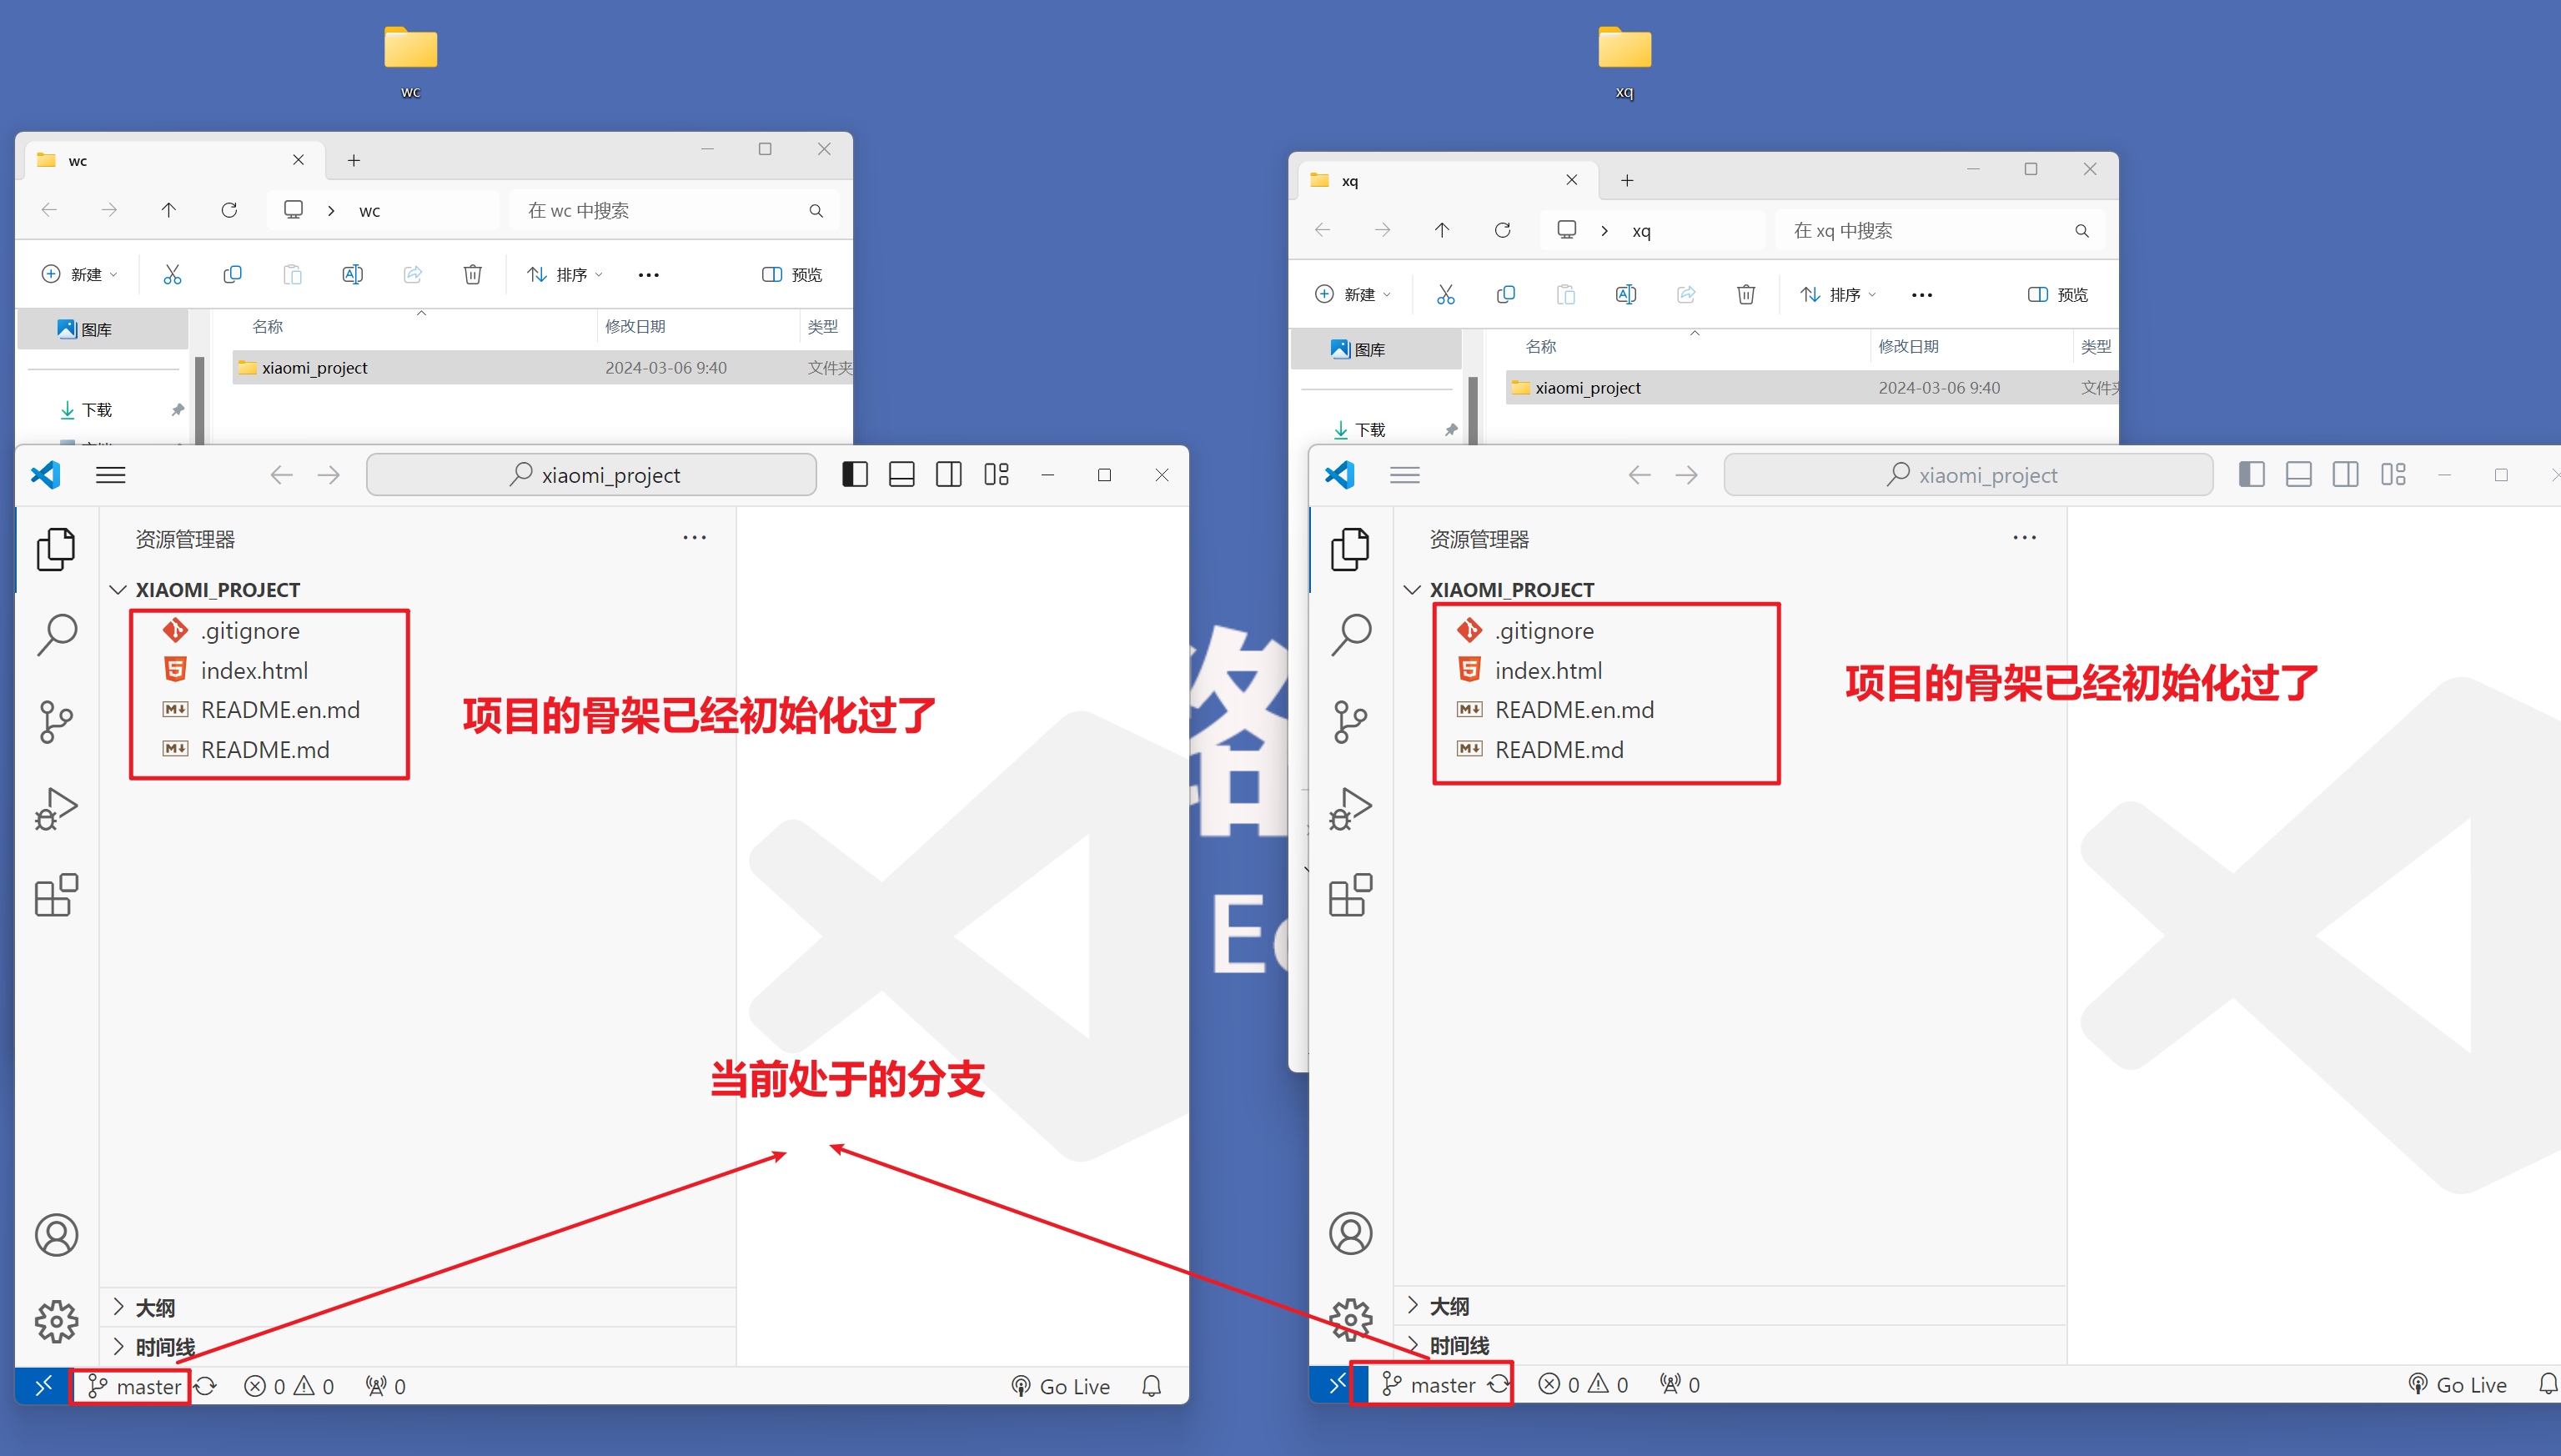 wc
xq
wc
wc
在 wc 中搜索
新建
排序
预览
图库
名称
修改日期
类型
xiaomi_project
2024-03-06 9:40
文件夹
下载
xq
xq
在 xq 中搜索
新建
排序
预览
图库
名称
修改日期
类型
xiaomi_project
2024-03-06 9:40
下载
xiaomi_project
资源管理器
XIAOMI_PROJECT
.gitignore
index.html
README.en.md
README.md
项目的骨架已经初始化过了
当前处于的分支
大纲
时间线
master
0
0
0
Go Live
xiaomi_project
资源管理器
XIAOMI_PROJECT
.gitignore
index.html
README.en.md
README.md
项目的骨架已经初始化过了
大纲
时间线
master
0
0
0
Go Live